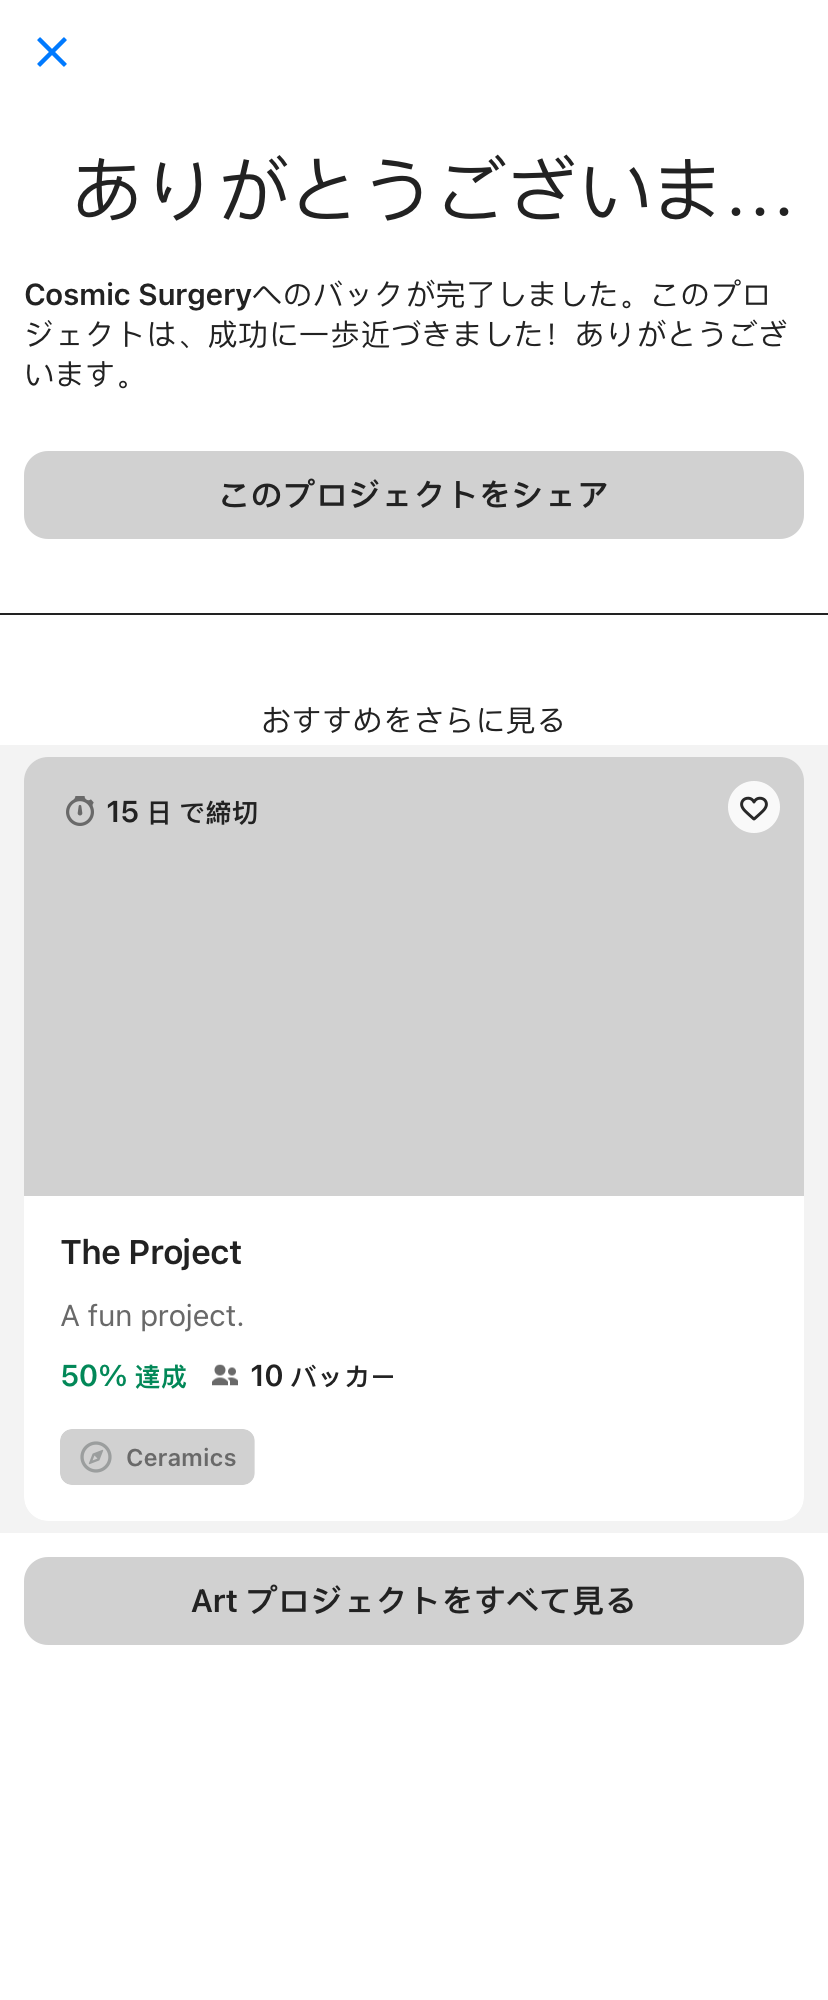 ありがとうございま...
Cosmic Surgeryへのバックが完了しました。このプロ
ジェクトは、成功に一歩近づきました！ありがとうござ
います。
このプロジェクトをシェア
おすすめをさらに見る
15 日 で締切
The Project
A fun project.
50% 達成 10 バッカー
Ceramics
Art プロジェクトをすべて見る